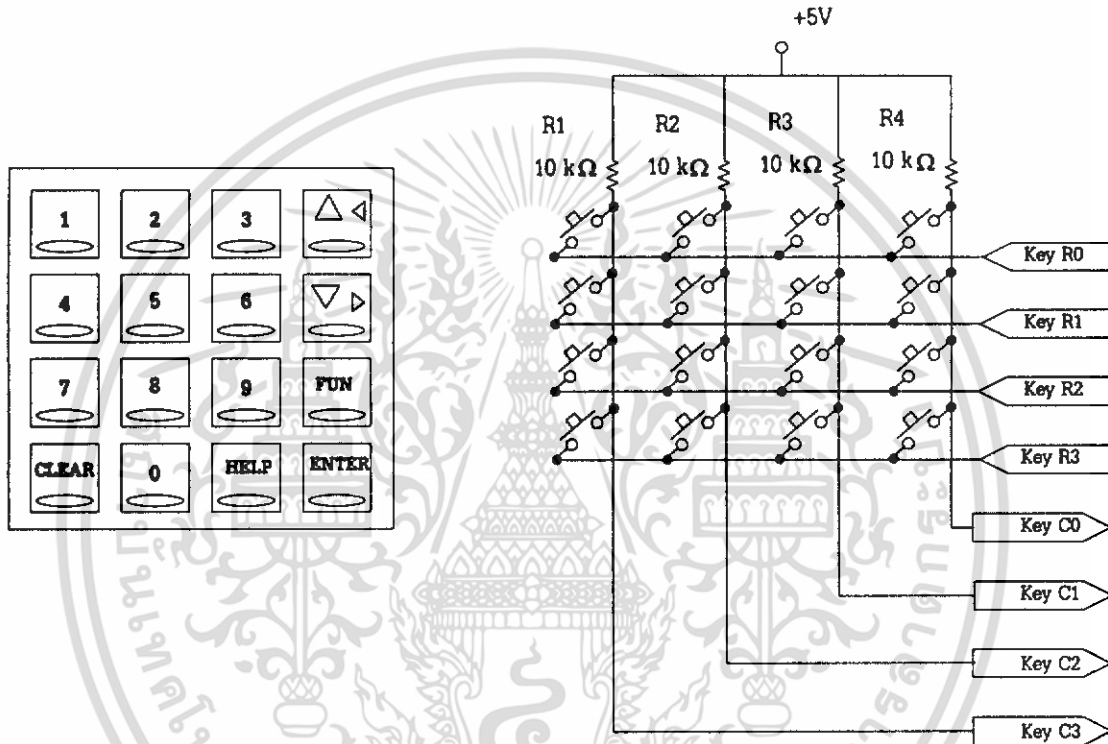 +5V
R1 R2 R3 R4
10 kΩ 10 kΩ 10 kΩ 10 kΩ
1 2 3 △ ◁
4 5 6 ▽ ▷
7 8 9 FUN
CLEAR 0 HELP ENTER
Key R0
Key R1
Key R2
Key R3
Key C0
Key C1
Key C2
Key C3